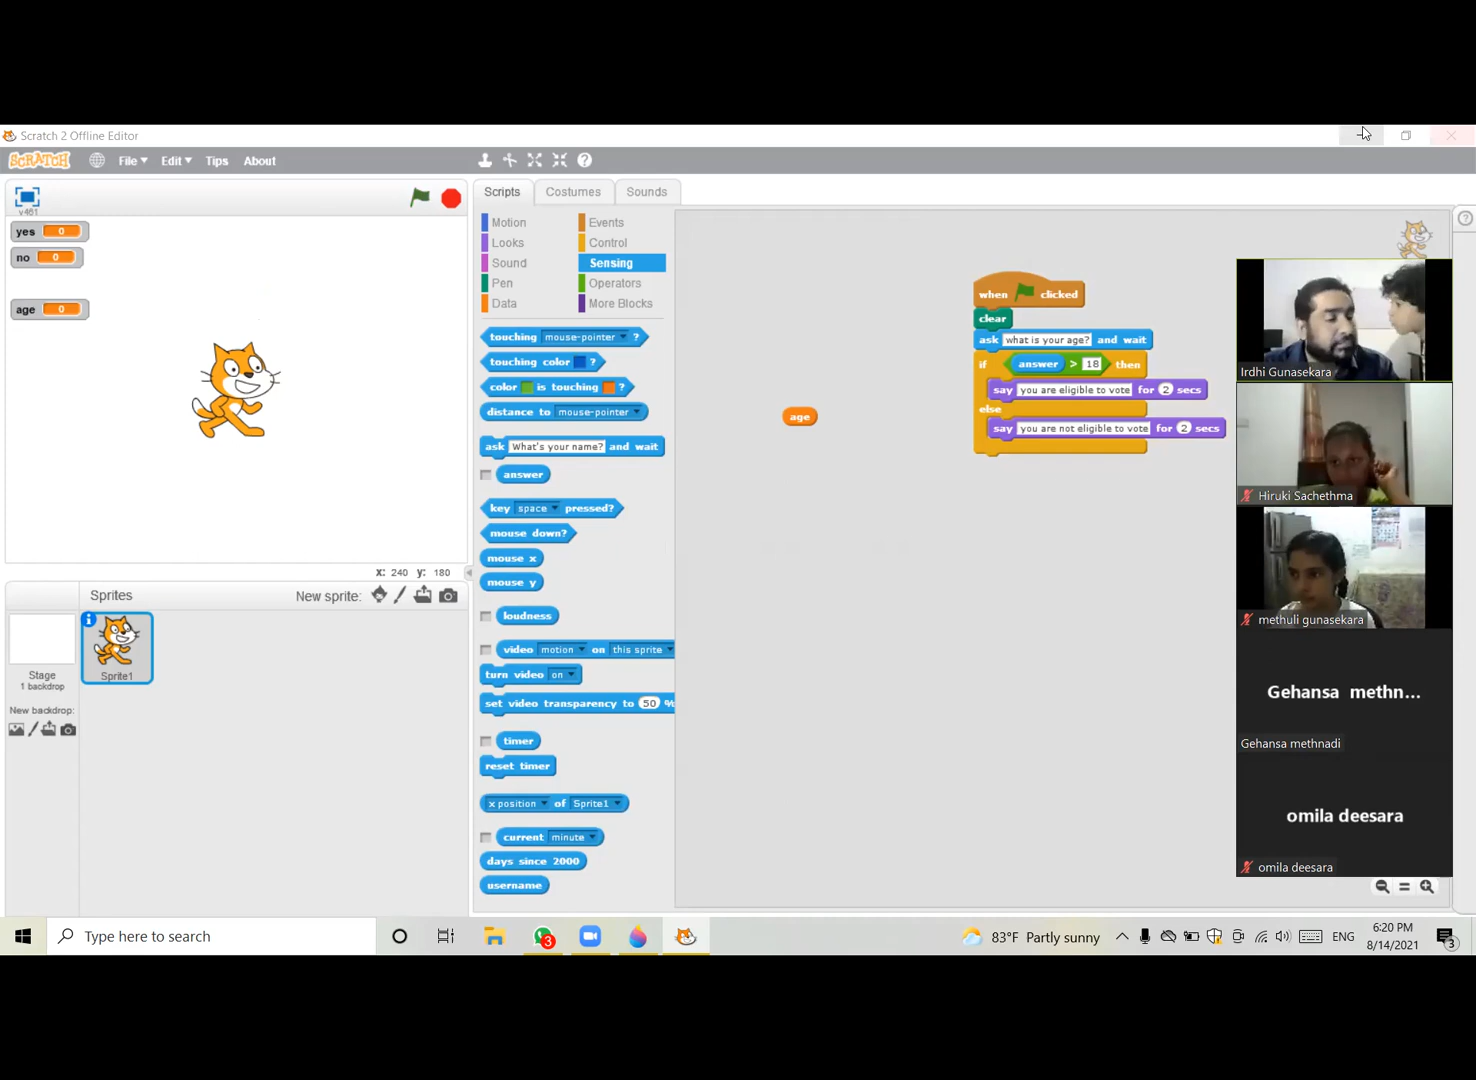 Scratch 2 Offline Editor
SCRATCH File Edit Tips About
v461
yes 0
no 0
age 0
x: 240 y: 180
Sprites New sprite:
Stage
1 backdrop
New backdrop:
Sprite1
Scripts Costumes Sounds
Motion Events
Looks Control
Sound Sensing
Pen Operators
Data More Blocks
touching mouse-pointer ?
touching color ?
color is touching ?
distance to mouse-pointer
ask What's your name? and wait
answer
key space pressed?
mouse down?
mouse x
mouse y
loudness
video motion on this sprite
turn video on
set video transparency to 50 %
timer
reset timer
x position of Sprite1
current minute
days since 2000
username
age
when clicked
clear
ask what is your age? and wait
if answer > 18 then
say you are eligible to vote for 2 secs
else
say you are not eligible to vote for 2 secs
Irdhi Gunasekara
Hiruki Sachethma
methuli gunasekara
Gehansa methn...
Gehansa methnadi
omila deesara
omila deesara
Type here to search
3
83°F Partly sunny
ENG
6:20 PM
8/14/2021
3